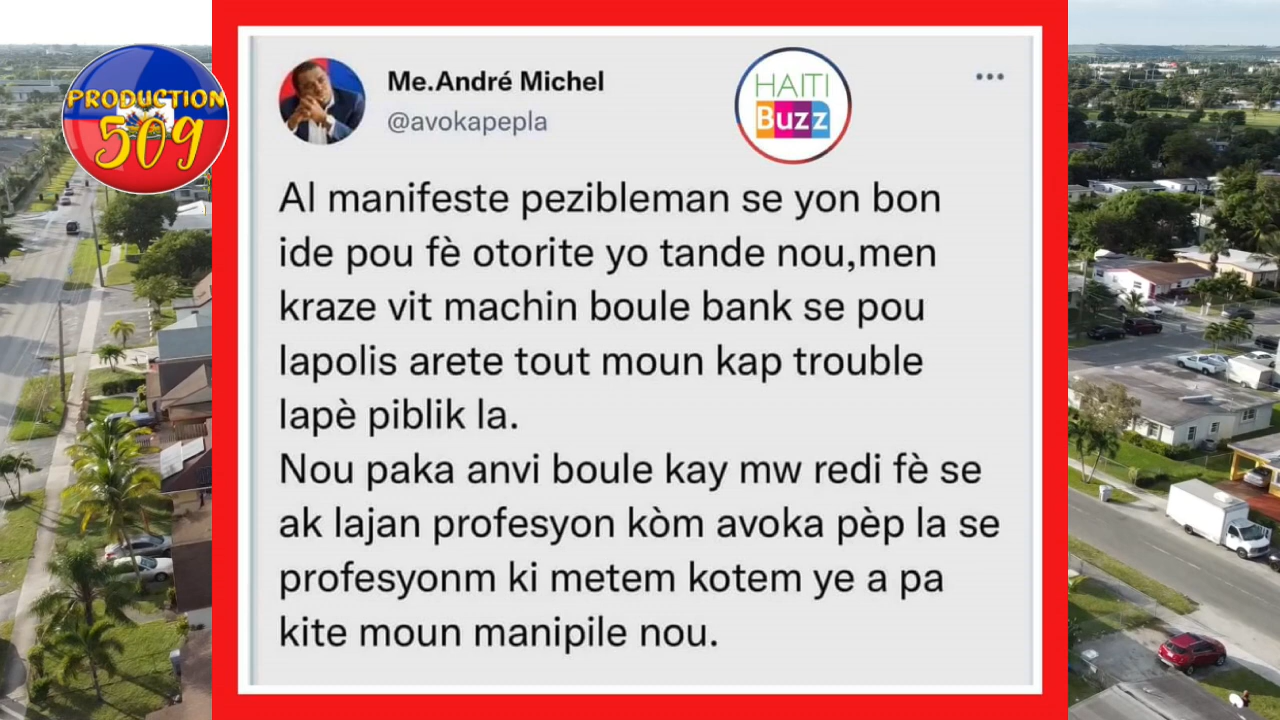 PRODUCTION
509
Me.André Michel
@avokapepla
HAITI
Buzz
Al manifeste pezibleman se yon bon
ide pou fè otorite yo tande nou,men
kraze vit machin boule bank se pou
lapolis arete tout moun kap trouble
lapè piblik la.
Nou paka anvi boule kay mw redi fè se
ak lajan profesyon kòm avoka pèp la se
profesyonm ki metem kotem ye a pa
kite moun manipile nou.